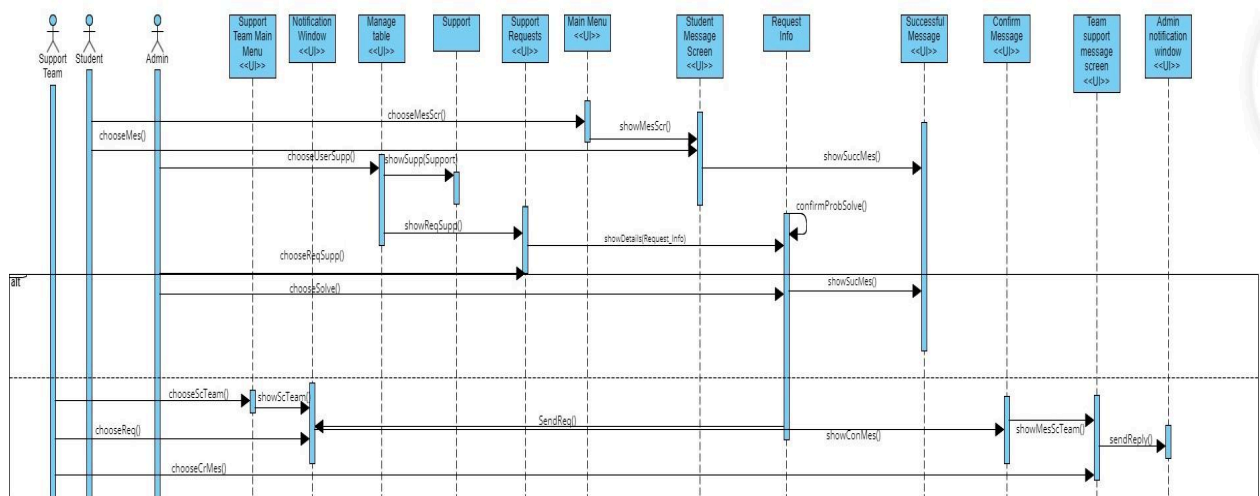 Support
Team Main
Menu
<<UI>>
Notification
Window
<<UI>>
Manage
table
<<UI>>
Support
Support
Requests
<<UI>>
Main Menu
<<UI>>
Student
Message
Screen
<<UI>>
Request
Info
Successful
Message
<<UI>>
Confirm
Message
<<UI>>
Team
support
message
screen
<<UI>>
Admin
notification
window
<<UI>>
Support
Team
Student
Admin
chooseMesScr()
showMesScr()
chooseMes()
chooseUserSupp()
showSupp(Support)
showSuccMes()
confirmProbSolve()
showReqSupp()
showDetails(Request_Info)
chooseReqSupp()
alt
chooseSolve()
showSucMes()
chooseScTeam()
showScTeam()
SendReq()
chooseReq()
showConMes()
showMesScTeam()
sendReply()
chooseCrMes()